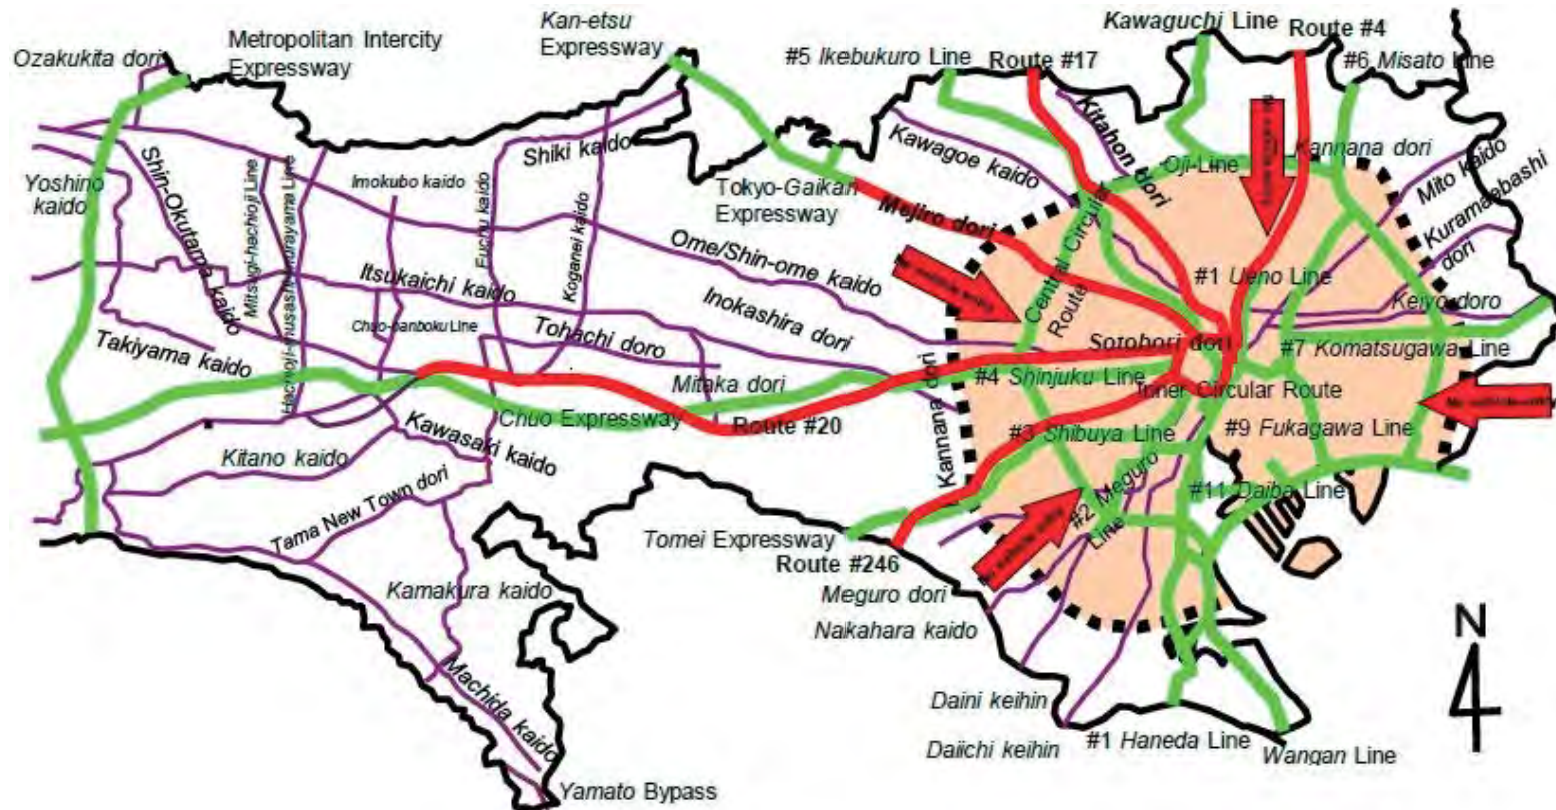 Kan-etsu
Expressway
Kawaguchi Line
Route #4
Ozakukita dori
Metropolitan Intercity
Expressway
#5 Ikebukuro Line
Route #17
#6 Misato Line
Kitahon dori
Kawagoe kaido
Shiki kaido
Oji-Line
Kannana dori
Mito kaido
Yoshino
kaido
Shin-Okutama kaido
Mitsugi-hachioji Line
Hachioji-musashimurayama Line
Imokubo kaido
Fuchu kaido
Koganei kaido
Tokyo-Gaikan
Expressway
Mejiro dori
Kuramaebashi
dori
Ome/Shin-ome kaido
Central Circular
Route
#1 Ueno Line
Itsukaichi kaido
Inokashira dori
Keiyo doro
Chuo-nanboku Line
Tohachi doro
Sotobori dori
#7 Komatsugawa Line
Takiyama kaido
Mitaka dori
Kannana dori
#4 Shinjuku Line
Inner Circular Route
Chuo Expressway
Route #20
#3 Shibuya Line
#9 Fukagawa Line
Kawasaki kaido
Kitano kaido
Tama New Town dori
#2 Meguro
Line
#11 Daiba Line
Tomei Expressway
Route #246
Kamakura kaido
Meguro dori
Nakahara kaido
N
Machida kaido
Daini keihin
Daiichi keihin
#1 Haneda Line
Wangan Line
Yamato Bypass